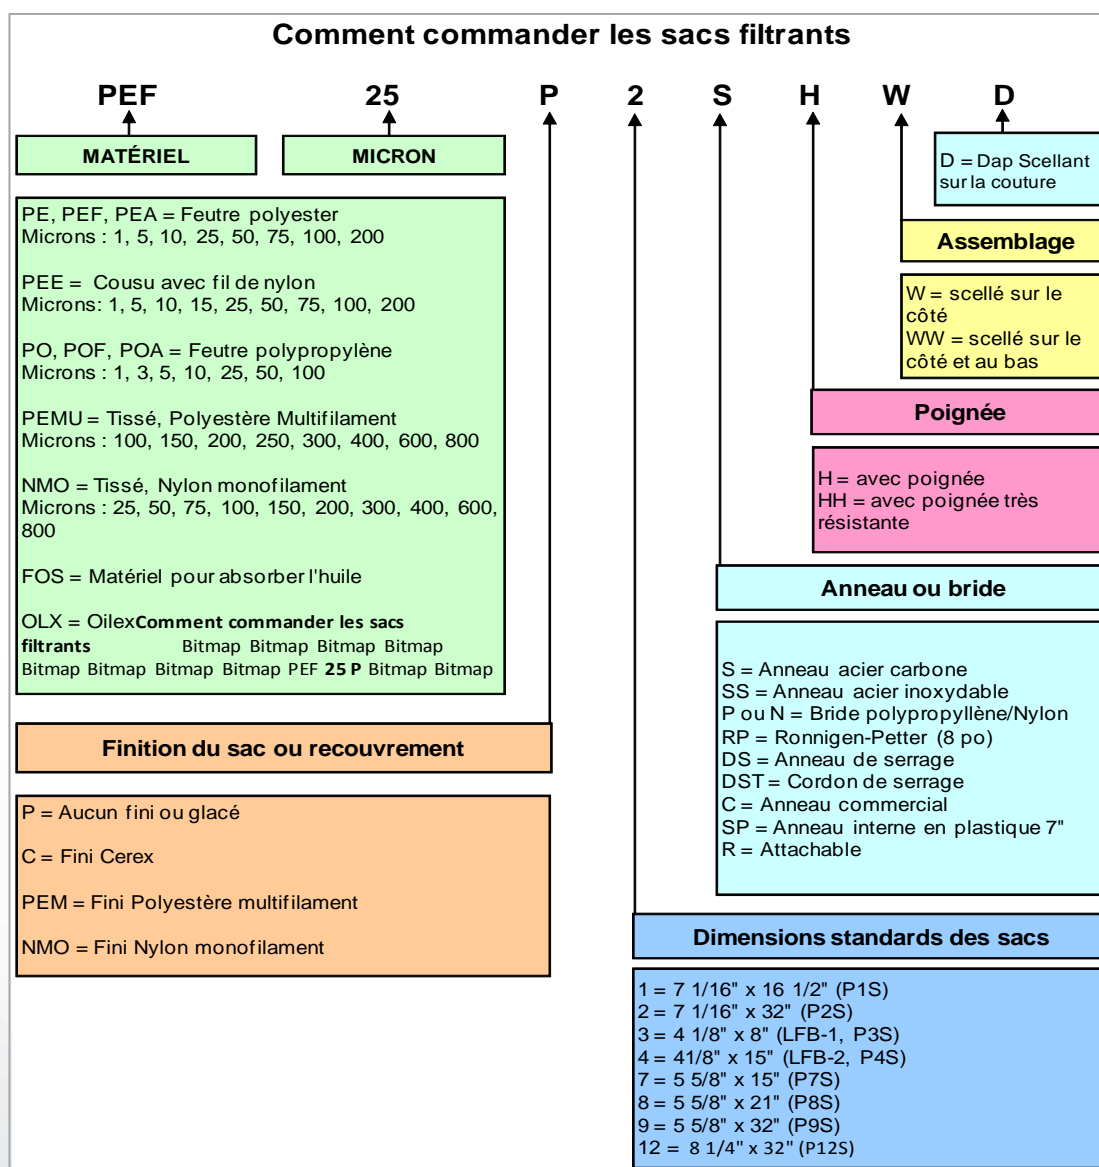 Comment commander les sacs filtrants
PEF 25 P 2 S H W D
MATÉRIEL
MICRON
D = Dap Scellant
sur la couture
PE, PEF, PEA = Feutre polyester
Microns : 1, 5, 10, 25, 50, 75, 100, 200
PEE = Cousu avec fil de nylon
Microns: 1, 5, 10, 15, 25, 50, 75, 100, 200
PO, POF, POA = Feutre polypropylène
Microns : 1, 3, 5, 10, 25, 50, 100
PEMU = Tissé, Polyestère Multifilament
Microns : 100, 150, 200, 250, 300, 400, 600, 800
NMO = Tissé, Nylon monofilament
Microns : 25, 50, 75, 100, 150, 200, 300, 400, 600,
800
FOS = Matériel pour absorber l'huile
OLX = OilexComment commander les sacs
filtrants Bitmap Bitmap Bitmap Bitmap
Bitmap Bitmap Bitmap Bitmap PEF 25 P Bitmap Bitmap
Assemblage
W = scellé sur le
côté
WW = scellé sur le
côté et au bas
Poignée
H = avec poignée
HH = avec poignée très
résistante
Anneau ou bride
S = Anneau acier carbone
SS = Anneau acier inoxydable
P ou N = Bride polypropyllène/Nylon
RP = Ronnigen-Petter (8 po)
DS = Anneau de serrage
DST = Cordon de serrage
C = Anneau commercial
SP = Anneau interne en plastique 7"
R = Attachable
Finition du sac ou recouvrement
P = Aucun fini ou glacé
C = Fini Cerex
PEM = Fini Polyestère multifilament
NMO = Fini Nylon monofilament
Dimensions standards des sacs
1 = 7 1/16" x 16 1/2" (P1S)
2 = 7 1/16" x 32" (P2S)
3 = 4 1/8" x 8" (LFB-1, P3S)
4 = 41/8" x 15" (LFB-2, P4S)
7 = 5 5/8" x 15" (P7S)
8 = 5 5/8" x 21" (P8S)
9 = 5 5/8" x 32" (P9S)
12 = 8 1/4" x 32" (P12S)